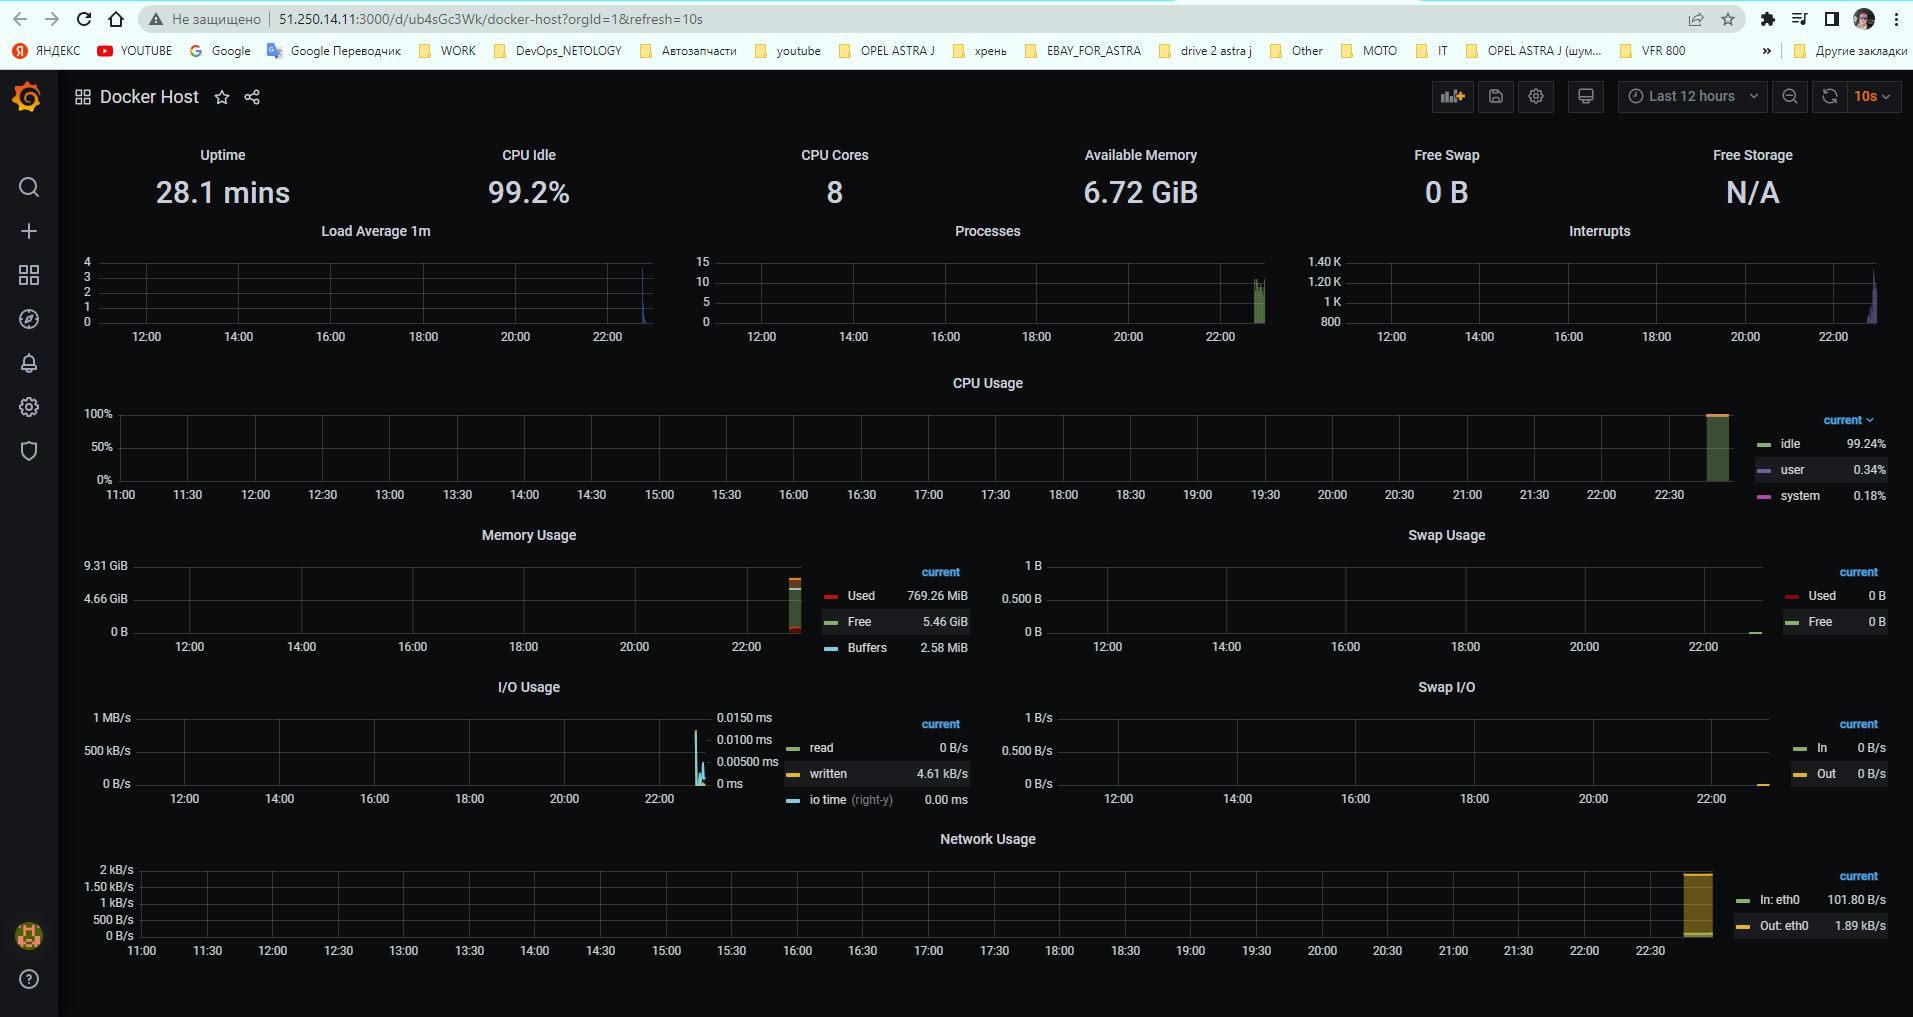 Не защищено 51.250.14.11:3000/d/ub4sGc3Wk/docker-host?orgId=1&refresh=10s
ЯНДЕКС YOUTUBE Google Google Переводчик WORK DevOps_NETOLOGY Автозапчасти youtube OPEL ASTRA J хрень EBAY_FOR_ASTRA drive 2 astra j Other МОТО IT OPEL ASTRA J (шум... VFR 800 » Другие закладки
Docker Host Last 12 hours 10s
Uptime CPU Idle CPU Cores Available Memory Free Swap Free Storage
28.1 mins 99.2% 8 6.72 GiB 0 B N/A
Load Average 1m
4
3
2
1
0
12:00 14:00 16:00 18:00 20:00 22:00
Processes
15
10
5
0
12:00 14:00 16:00 18:00 20:00 22:00
Interrupts
1.40 K
1.20 K
1 K
800
12:00 14:00 16:00 18:00 20:00 22:00
CPU Usage
100%
50%
0%
11:00 11:30 12:00 12:30 13:00 13:30 14:00 14:30 15:00 15:30 16:00 16:30 17:00 17:30 18:00 18:30 19:00 19:30 20:00 20:30 21:00 21:30 22:00 22:30
current
idle 99.24%
user 0.34%
system 0.18%
Memory Usage
9.31 GiB
4.66 GiB
0 B
12:00 14:00 16:00 18:00 20:00 22:00
current
Used 769.26 MiB
Free 5.46 GiB
Buffers 2.58 MiB
Swap Usage
1 B
0.500 B
0 B
12:00 14:00 16:00 18:00 20:00 22:00
current
Used 0 B
Free 0 B
I/O Usage
1 MB/s
500 kB/s
0 B/s
12:00 14:00 16:00 18:00 20:00 22:00
0.0150 ms
0.0100 ms
0.00500 ms
0 ms
current
read 0 B/s
written 4.61 kB/s
io time (right-y) 0.00 ms
Swap I/O
1 B/s
0.500 B/s
0 B/s
12:00 14:00 16:00 18:00 20:00 22:00
current
In 0 B/s
Out 0 B/s
Network Usage
2 kB/s
1.50 kB/s
1 kB/s
500 B/s
0 B/s
11:00 11:30 12:00 12:30 13:00 13:30 14:00 14:30 15:00 15:30 16:00 16:30 17:00 17:30 18:00 18:30 19:00 19:30 20:00 20:30 21:00 21:30 22:00 22:30
current
In: eth0 101.80 B/s
Out: eth0 1.89 kB/s